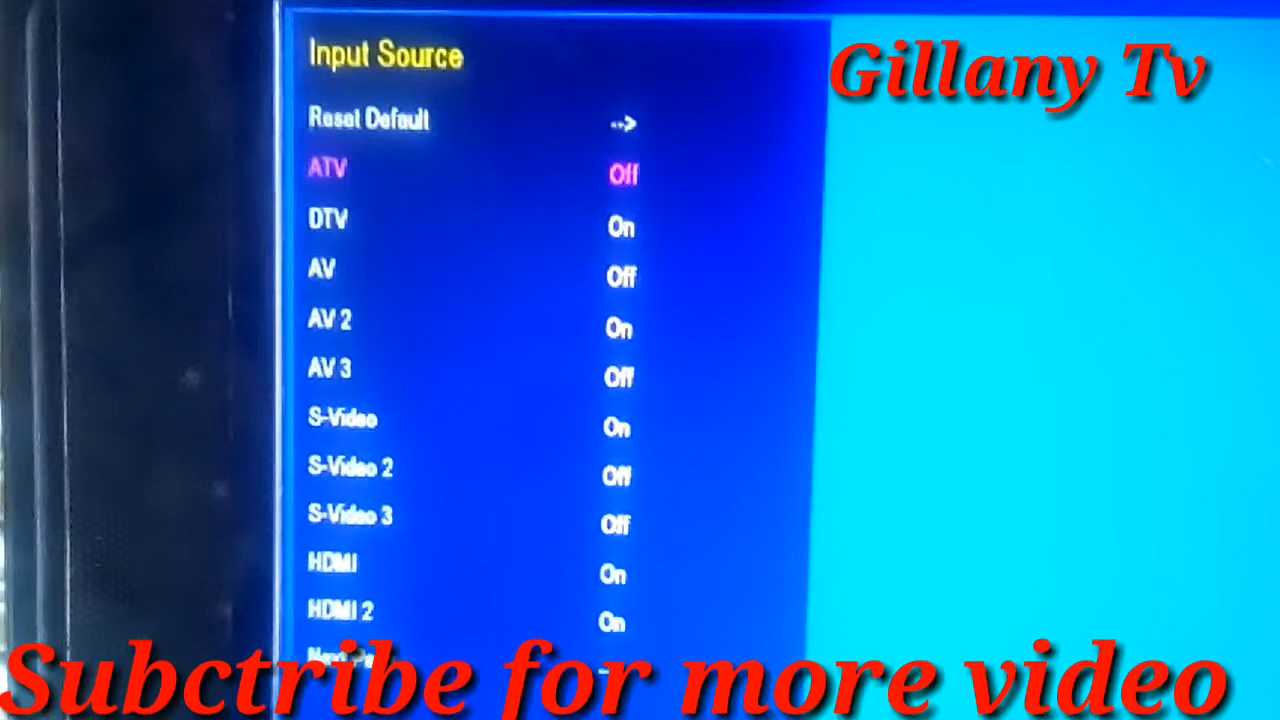 Input Source
Gillany Tv
Reset Default -->
ATV Off
DTV On
AV Off
AV 2 On
AV 3 Off
S-Video On
S-Video 2 Off
S-Video 3 Off
HDMI On
HDMI 2 On
Subctribe for more video